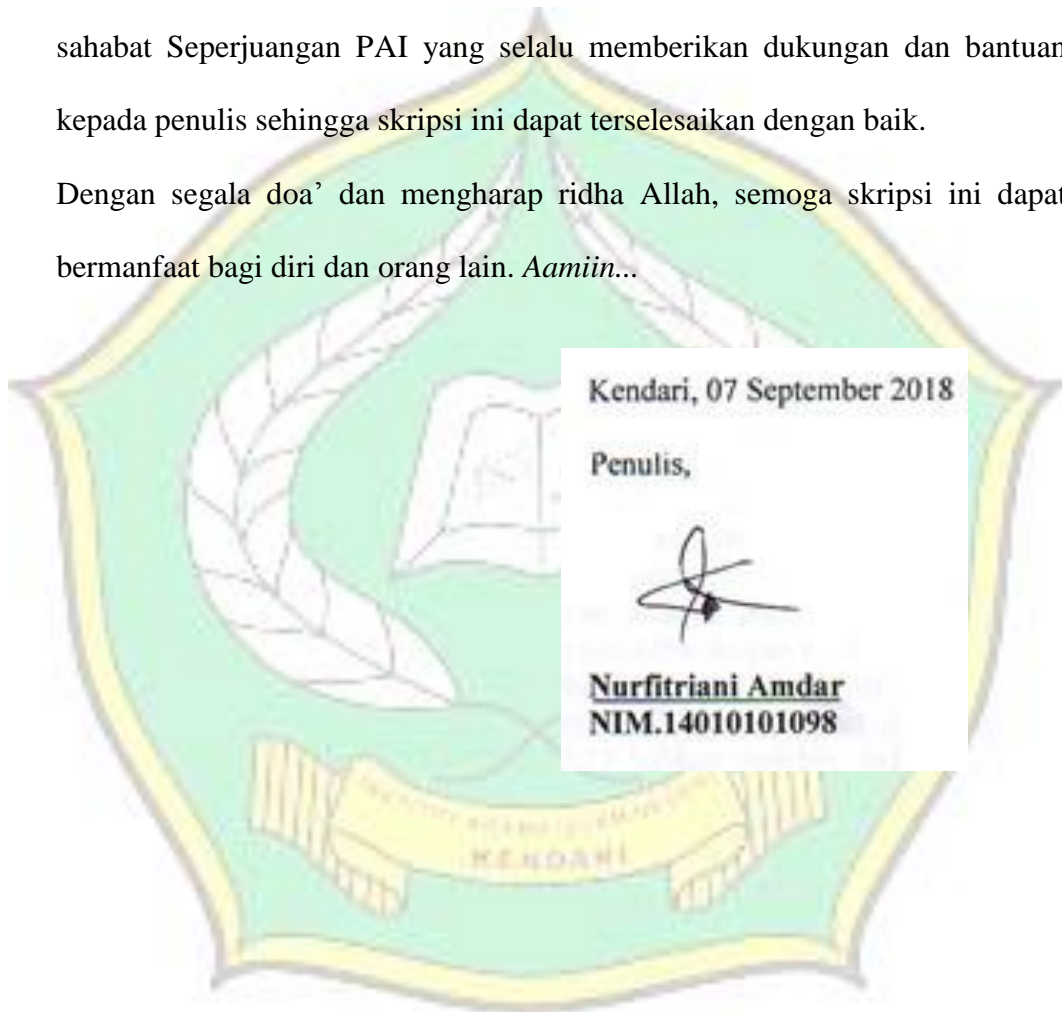 sahabat Seperjuangan PAI yang selalu memberikan dukungan dan bantuan
kepada penulis sehingga skripsi ini dapat terselesaikan dengan baik.
Dengan segala doa’ dan mengharap ridha Allah, semoga skripsi ini dapat
bermanfaat bagi diri dan orang lain. Aamiin...
Kendari, 07 September 2018
Penulis,
Nurfitriani Amdar
NIM.14010101098
KENDARI